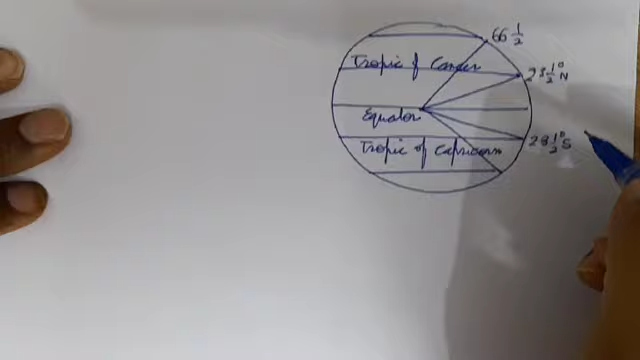 66 1/2
Tropic of Cancer
23 1/2° N
Equator
23 1/2° S
Tropic of Capricorn